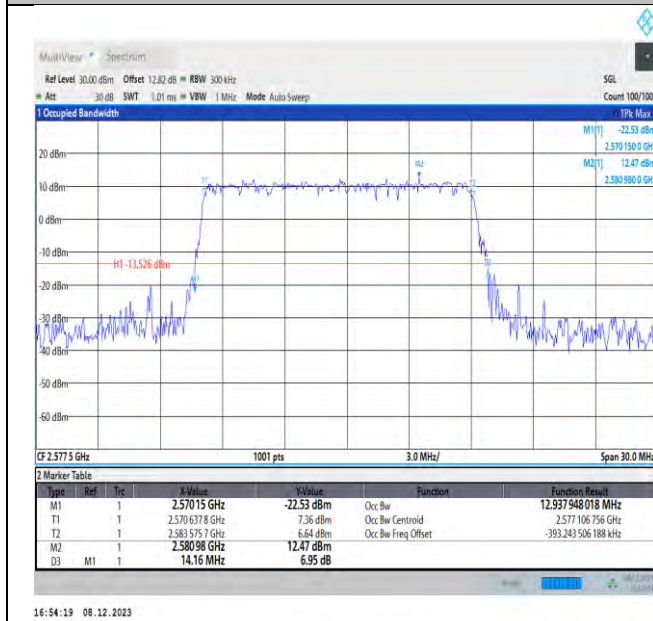 MultiView Spectrum
Ref Level 30.00 dBm Offset 12.82 dB RBW 300 kHz SGL
Att 30 dB SWT 1.01 ms VBW 1 MHz Mode Auto Sweep Count 100/100
1 Occupied Bandwidth 1Pk Max
M1[1] -22.53 dBm
2.570 150 0 GHz
M2[1] 12.47 dBm
2.580 980 0 GHz
20 dBm
M2
T1 T2
10 dBm
0 dBm
-10 dBm
H1 -13.526 dBm
D3
M1
-20 dBm
-30 dBm
-40 dBm
-50 dBm
-60 dBm
CF 2.577 5 GHz 1001 pts 3.0 MHz/ Span 30.0 MHz
2 Marker Table
Type Ref Trc X-Value Y-Value Function Function Result
M1 1 2.570 15 GHz -22.53 dBm Occ Bw 12.937 948 018 MHz
T1 1 2.570 637 8 GHz 7.36 dBm Occ Bw Centroid 2.577 106 756 GHz
T2 1 2.583 575 7 GHz 6.64 dBm Occ Bw Freq Offset -393.243 506 188 kHz
M2 1 2.580 98 GHz 12.47 dBm
D3 M1 1 14.16 MHz 6.95 dB
16:54:19 08.12.2023